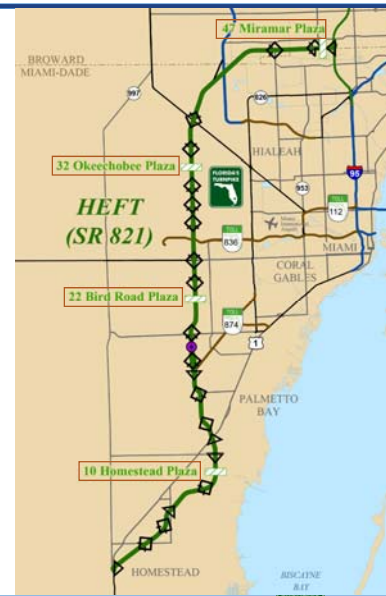 47 Miramar Plaza
BROWARD
MIAMI-DADE
997
826
HIALEAH
32 Okeechobee Plaza
FLORIDA'S
TURNPIKE
953
95
HEFT
(SR 821)
TOLL
112
TOLL
836
MIAMI
CORAL
GABLES
22 Bird Road Plaza
TOLL
874
1
PALMETTO
BAY
10 Homestead Plaza
HOMESTEAD
BISCAYNE
BAY